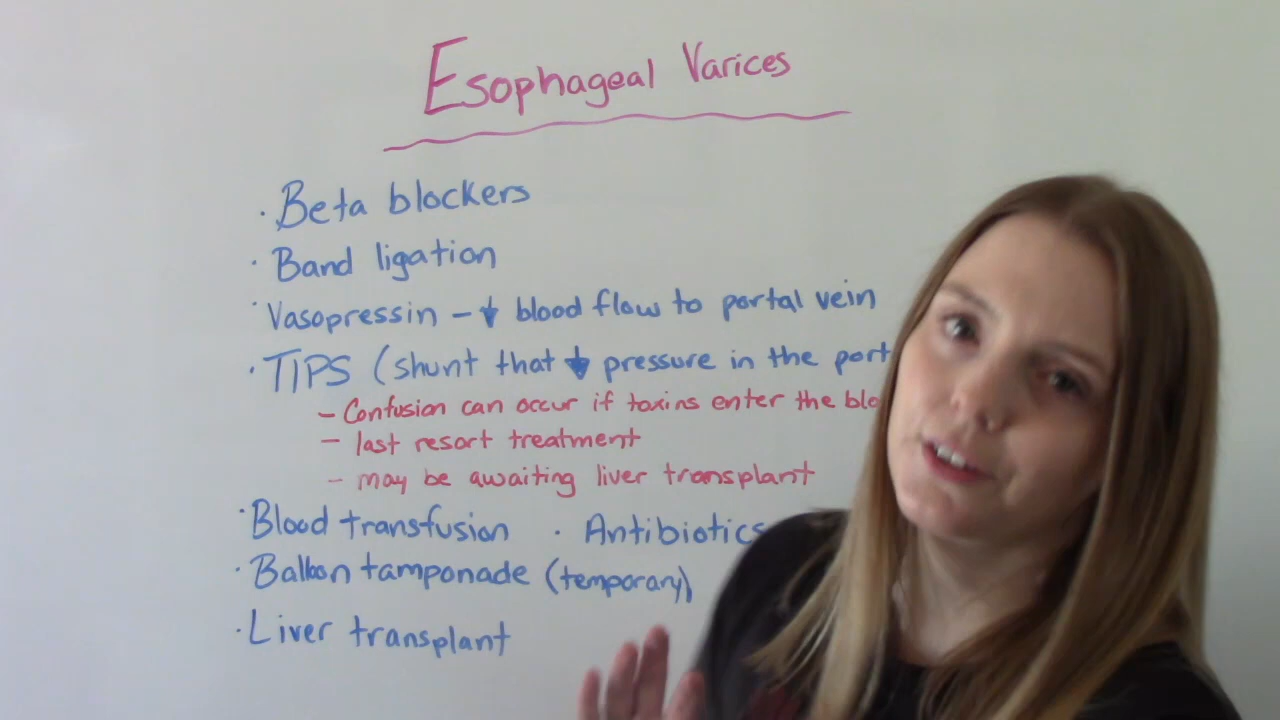 Esophageal Varices
· Beta blockers
· Band ligation
· Vasopressin - ↓ blood flow to portal vein
· TIPS (shunt that ↓ pressure in the port
- Confusion can occur if toxins enter the blo
- last resort treatment
- may be awaiting liver transplant
· Blood transfusion · Antibiotics
· Balloon tamponade (temporary)
· Liver transplant